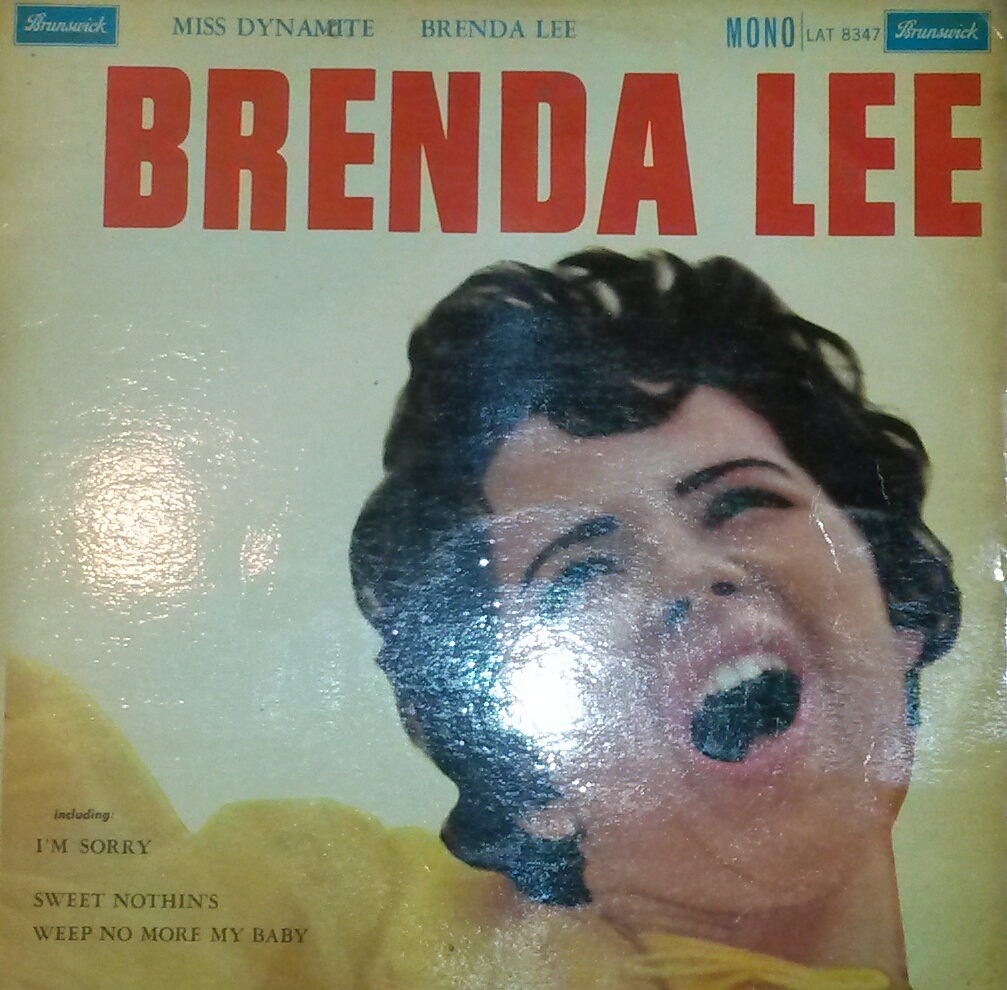 Brunswick MISS DYNAMITE BRENDA LEE MONO LAT 8347 Brunswick
BRENDA LEE
including:
I'M SORRY
SWEET NOTHIN'S
WEEP NO MORE MY BABY